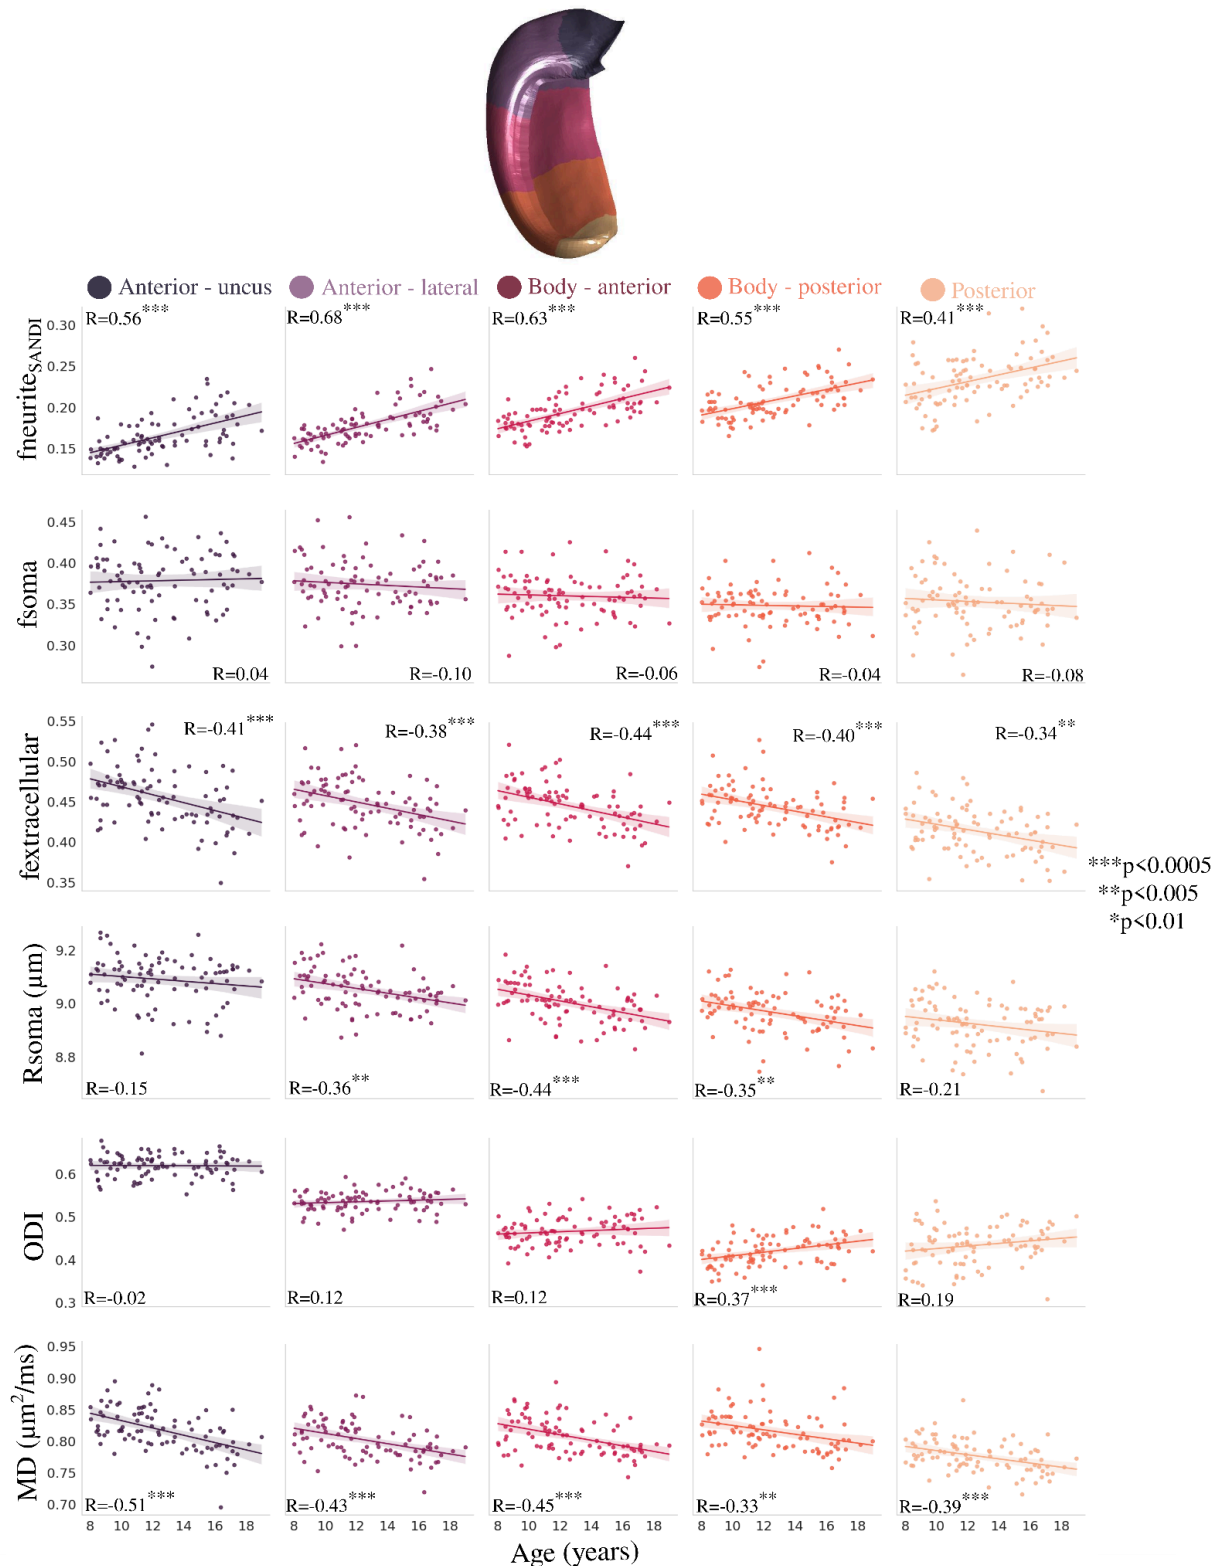 Anterior - uncus Anterior - lateral Body - anterior Body - posterior Posterior
R=0.56*** R=0.68*** R=0.63*** R=0.55*** R=0.41***
fneuriteSANDI
0.30
0.25
0.20
0.15
fsoma
0.45
0.40
0.35
0.30
R=0.04 R=-0.10 R=-0.06 R=-0.04 R=-0.08
fextracellular
0.55
0.50
0.45
0.40
0.35
R=-0.41*** R=-0.38*** R=-0.44*** R=-0.40*** R=-0.34**
***p<0.0005
**p<0.005
*p<0.01
Rsoma (μm)
9.2
9.0
8.8
R=-0.15 R=-0.36** R=-0.44*** R=-0.35** R=-0.21
ODI
0.6
0.5
0.4
0.3
R=-0.02 R=0.12 R=0.12 R=0.37*** R=0.19
MD (μm²/ms)
0.95
0.90
0.85
0.80
0.75
0.70
R=-0.51*** R=-0.43*** R=-0.45*** R=-0.33** R=-0.39***
8 10 12 14 16 18 8 10 12 14 16 18 8 10 12 14 16 18 8 10 12 14 16 18 8 10 12 14 16 18
Age (years)